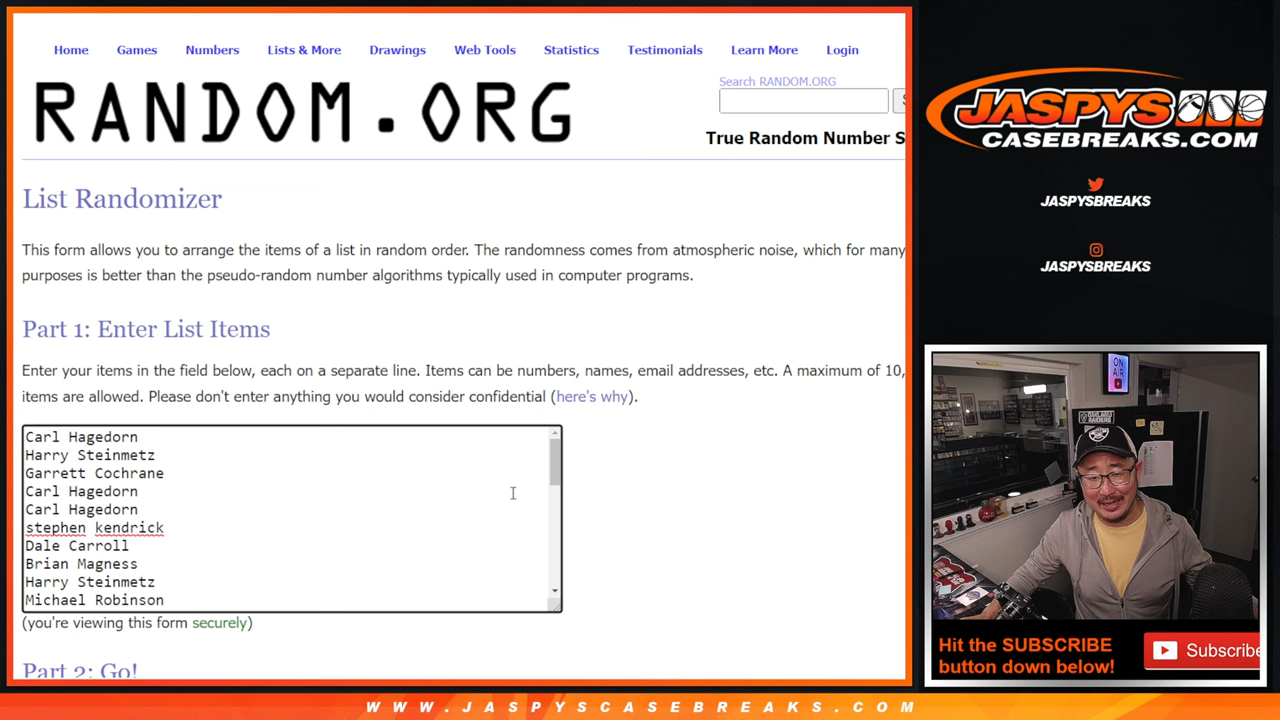 Home Games Numbers Lists & More Drawings Web Tools Statistics Testimonials Learn More Login
RANDOM.ORG
Search RANDOM.ORG
True Random Number S
List Randomizer
This form allows you to arrange the items of a list in random order. The randomness comes from atmospheric noise, which for many
purposes is better than the pseudo-random number algorithms typically used in computer programs.
Part 1: Enter List Items
Enter your items in the field below, each on a separate line. Items can be numbers, names, email addresses, etc. A maximum of 10,
items are allowed. Please don't enter anything you would consider confidential (here's why).
Carl Hagedorn
Harry Steinmetz
Garrett Cochrane
Carl Hagedorn
Carl Hagedorn
stephen kendrick
Dale Carroll
Brian Magness
Harry Steinmetz
Michael Robinson
(you're viewing this form securely)
Part 2: Go!
JASPYS
CASEBREAKS.COM
JASPYSBREAKS
JASPYSBREAKS
ON
AIR
Hit the SUBSCRIBE
button down below!
Subscribe
WWW.JASPYSCASEBREAKS.COM